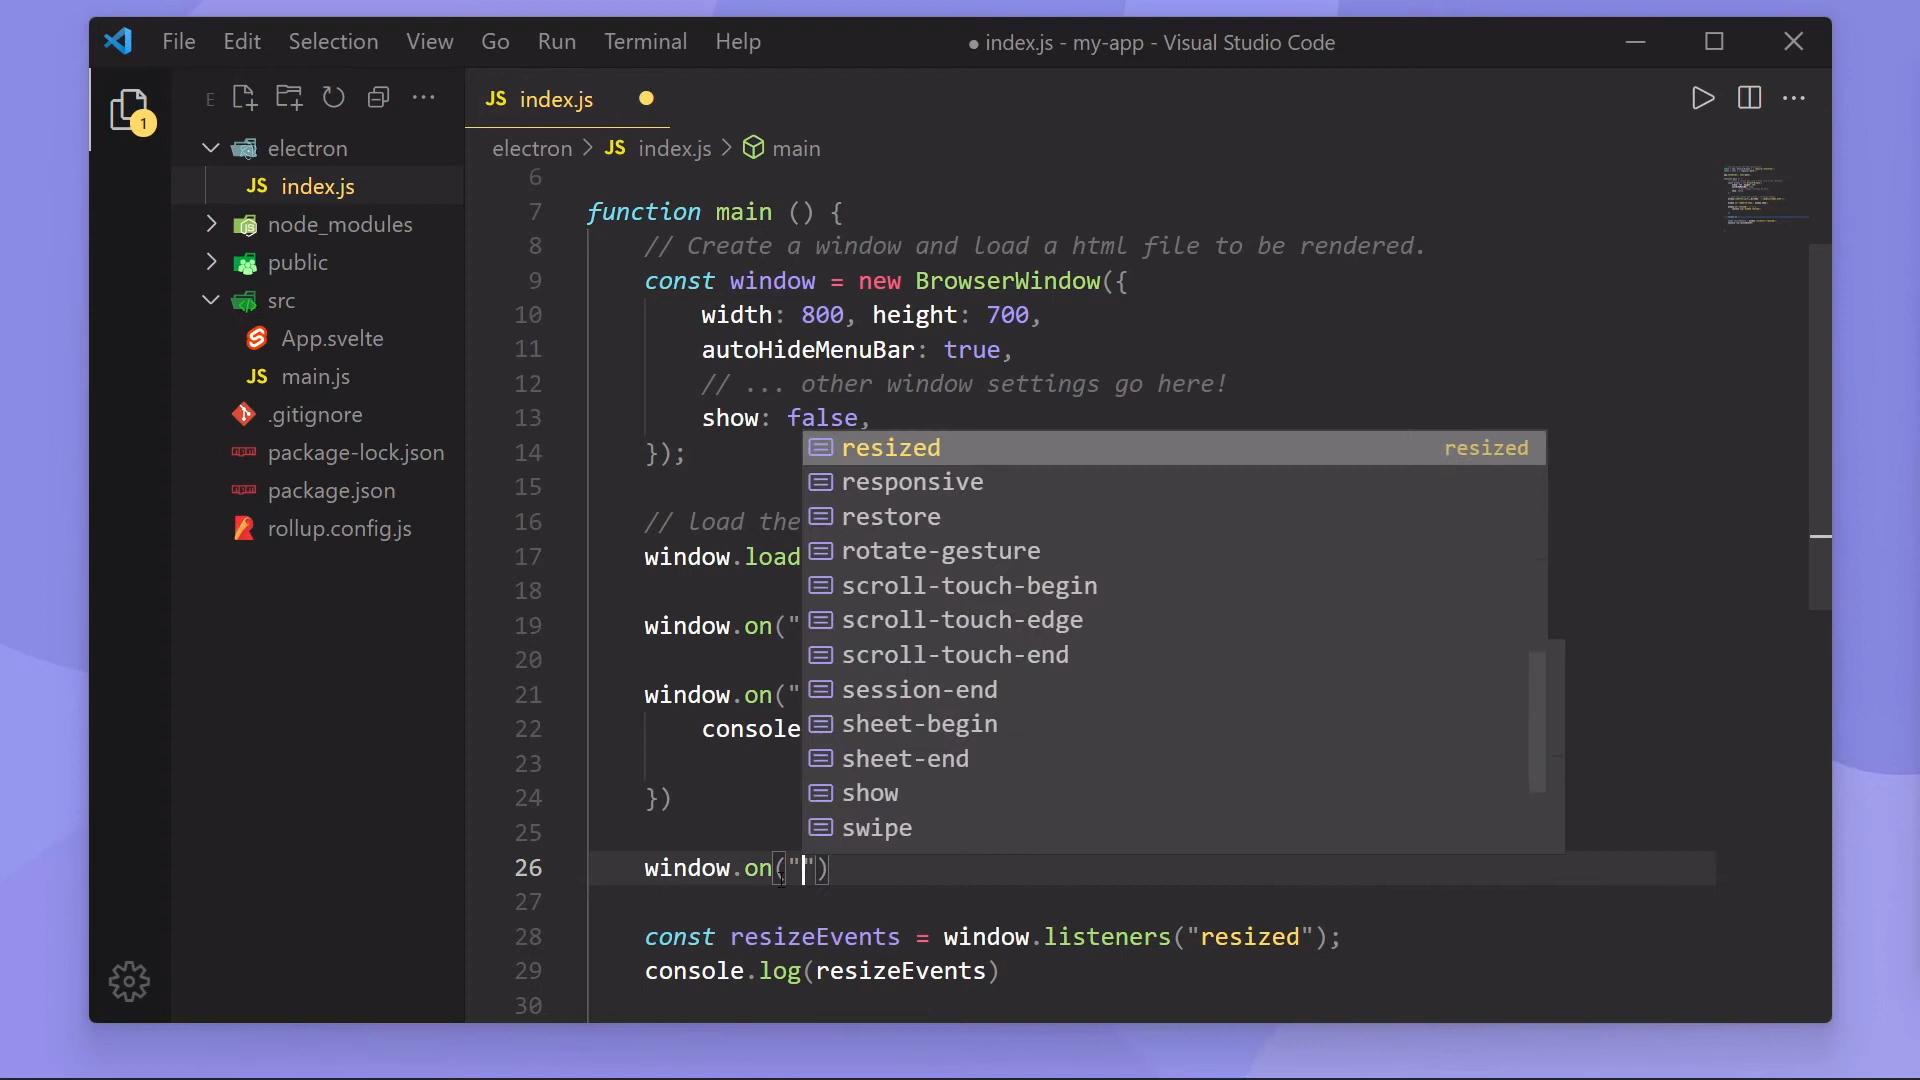 File Edit Selection View Go Run Terminal Help
● index.js - my-app - Visual Studio Code
1
E
electron
JS index.js
node_modules
public
src
App.svelte
JS main.js
.gitignore
package-lock.json
package.json
rollup.config.js
JS index.js
electron > JS index.js > main
6
7 function main () {
8 // Create a window and load a html file to be rendered.
9 const window = new BrowserWindow({
10 width: 800, height: 700,
11 autoHideMenuBar: true,
12 // ... other window settings go here!
13 show: false,
14 });
15
16 // load the
17 window.load
18
19 window.on("
20
21 window.on("
22 console
23
24 })
25
26 window.on("")
27
28 const resizeEvents = window.listeners("resized");
29 console.log(resizeEvents)
30
resized resized
responsive
restore
rotate-gesture
scroll-touch-begin
scroll-touch-edge
scroll-touch-end
session-end
sheet-begin
sheet-end
show
swipe